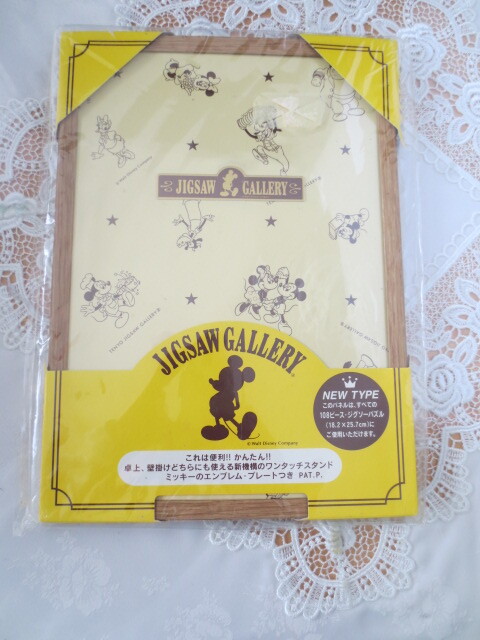 JIGSAW GALLERY
TOKYO JIGSAW GALLERY
JIGSAW GALLERY
© Walt Disney Company
NEW TYPE
このパネルは、すべての
108ピース・ジグソーパズル
(18.2×25.7cm)に
ご使用いただけます。
これは便利!! かんたん!!
卓上、壁掛けどちらにも使える新機構のワンタッチスタンド
ミッキーのエンブレム・プレートつき PAT.P.